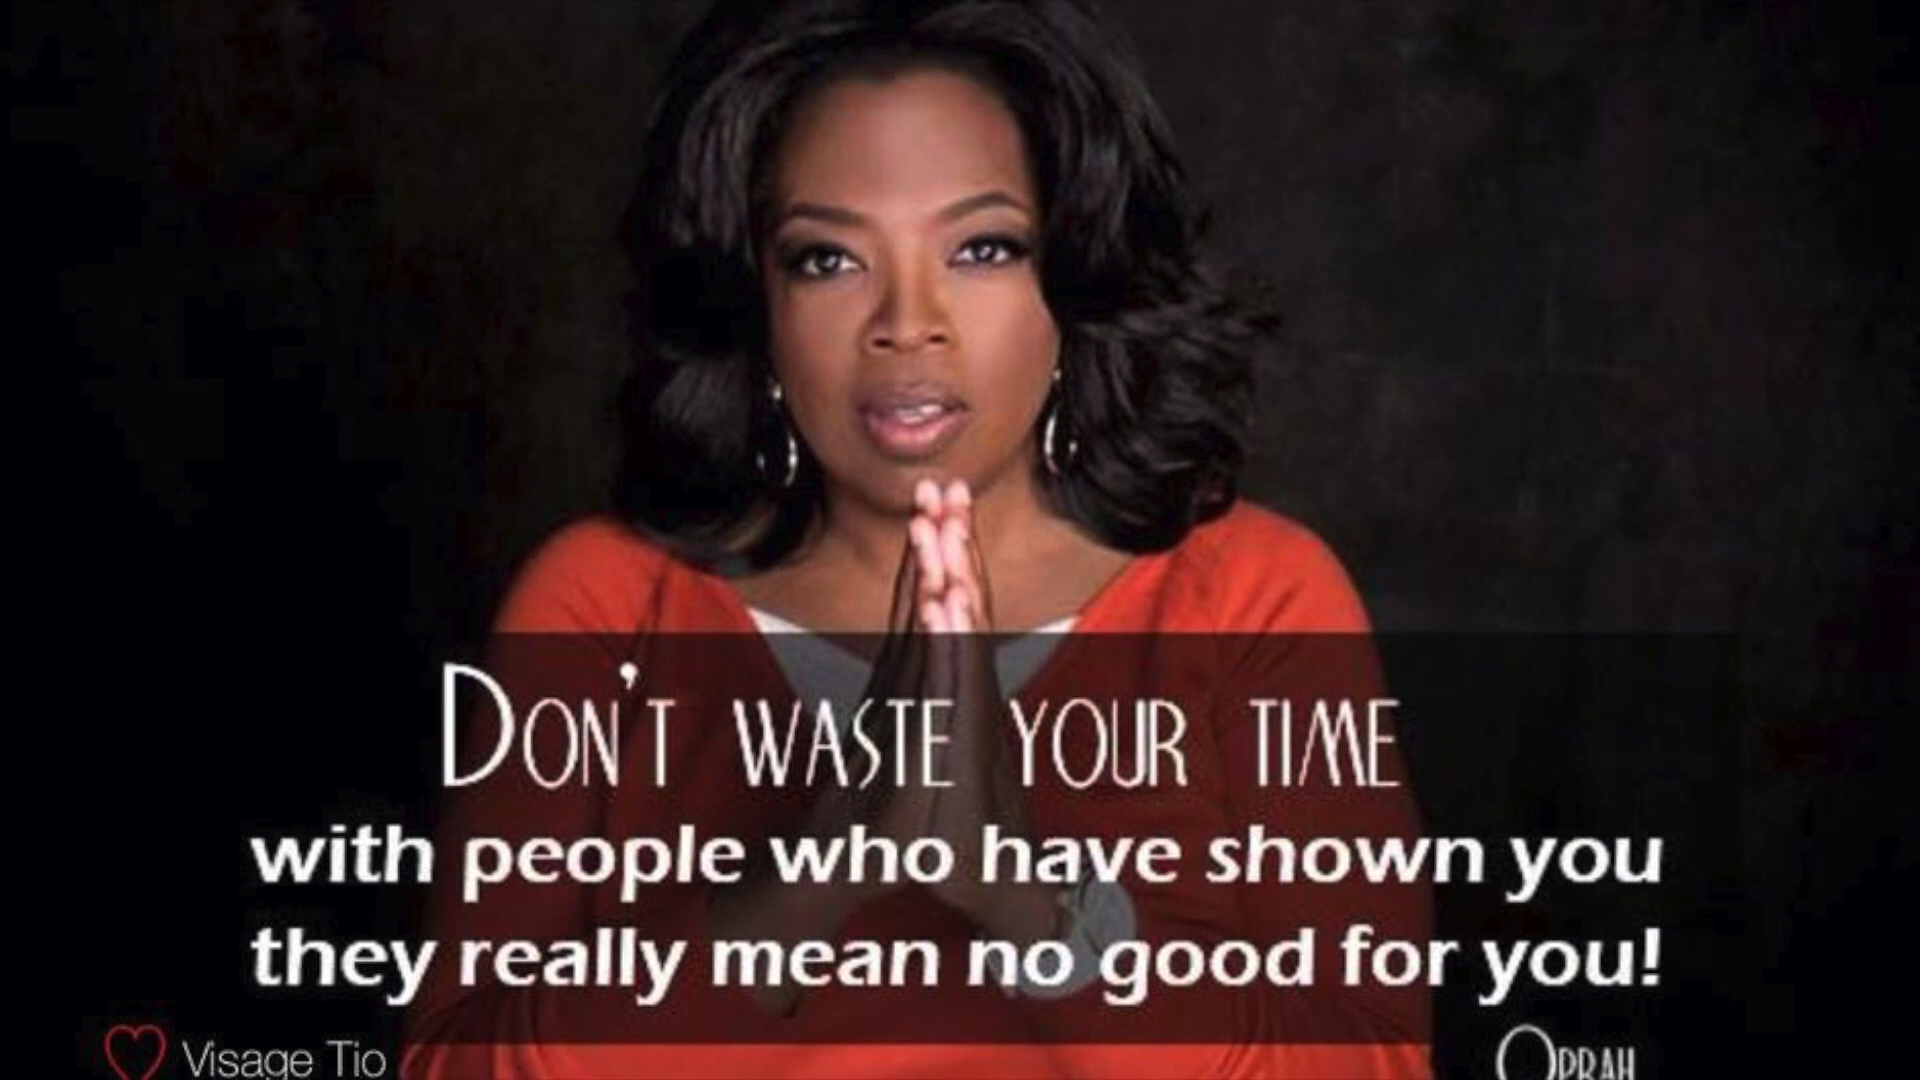 DON'T WASTE YOUR TIME
with people who have shown you
they really mean no good for you!
Visage Tio
OPRAH